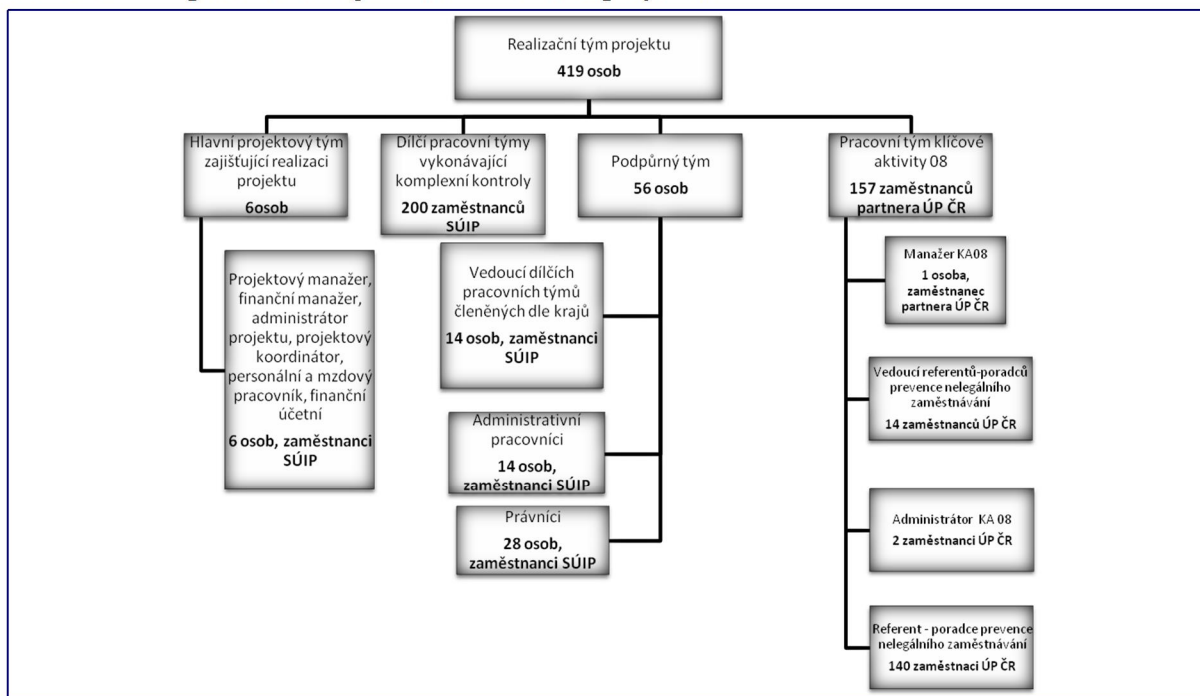 Realizační tým projektu
419 osob
Hlavní projektový tým
zajišťující realizaci
projektu
6osob
Dílčí pracovní týmy
vykonávající
komplexní kontroly
200 zaměstnanců
SÚIP
Podpůrný tým
56 osob
Pracovní tým klíčové
aktivity 08
157 zaměstnanců
partnera ÚP ČR
Projektový manažer,
finanční manažer,
administrátor
projektu, projektový
koordinátor,
personální a mzdový
pracovník, finanční
účetní
6 osob, zaměstnanci
SÚIP
Vedoucí dílčích
pracovních týmů
členěných dle krajů
14 osob, zaměstnanci
SÚIP
Administrativní
pracovníci
14 osob,
zaměstnanci SÚIP
Právníci
28 osob,
zaměstnanci SÚIP
Manažer KA08
1 osoba,
zaměstnanec
partnera ÚP ČR
Vedoucí referentů-poradců
prevence nelegálního
zaměstnávání
14 zaměstnanců ÚP ČR
Administrátor KA 08
2 zaměstnanci ÚP ČR
Referent - poradce prevence
nelegálního zaměstnávání
140 zaměstnaci ÚP ČR